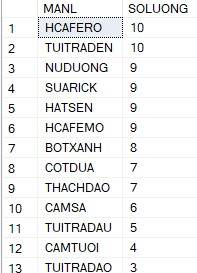 MANL SOLUONG
1 HCAFERO 10
2 TUITRADEN 10
3 NUDUONG 9
4 SUARICK 9
5 HATSEN 9
6 HCAFEMO 9
7 BOTXANH 8
8 COTDUA 7
9 THACHDAO 7
10 CAMSA 6
11 TUITRADAU 5
12 CAMTUOI 4
13 TUITRADAO 3